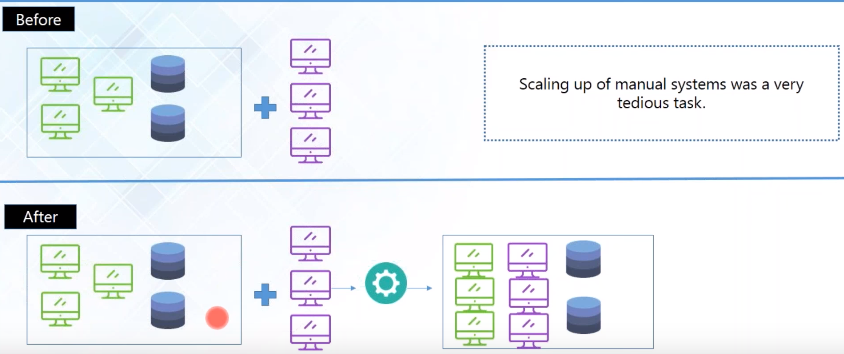 Before
Scaling up of manual systems was a very
tedious task.
After